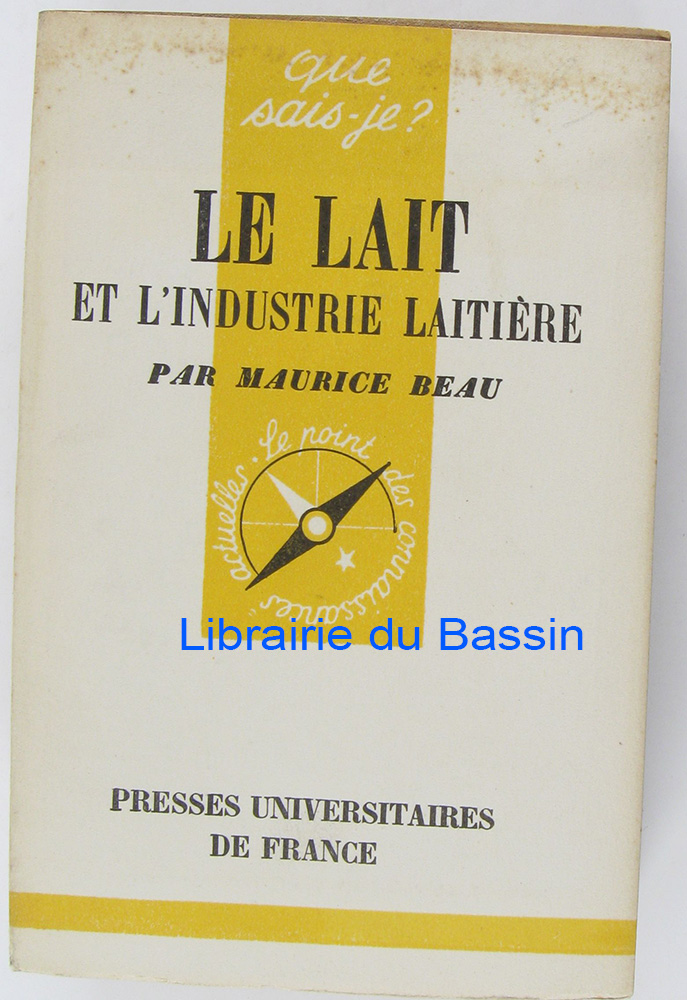 que
sais-je?
LE LAIT
ET L'INDUSTRIE LAITIÈRE
PAR MAURICE BEAU
"Le point des connaissances actuelles.
Librairie du Bassin
PRESSES UNIVERSITAIRES
DE FRANCE